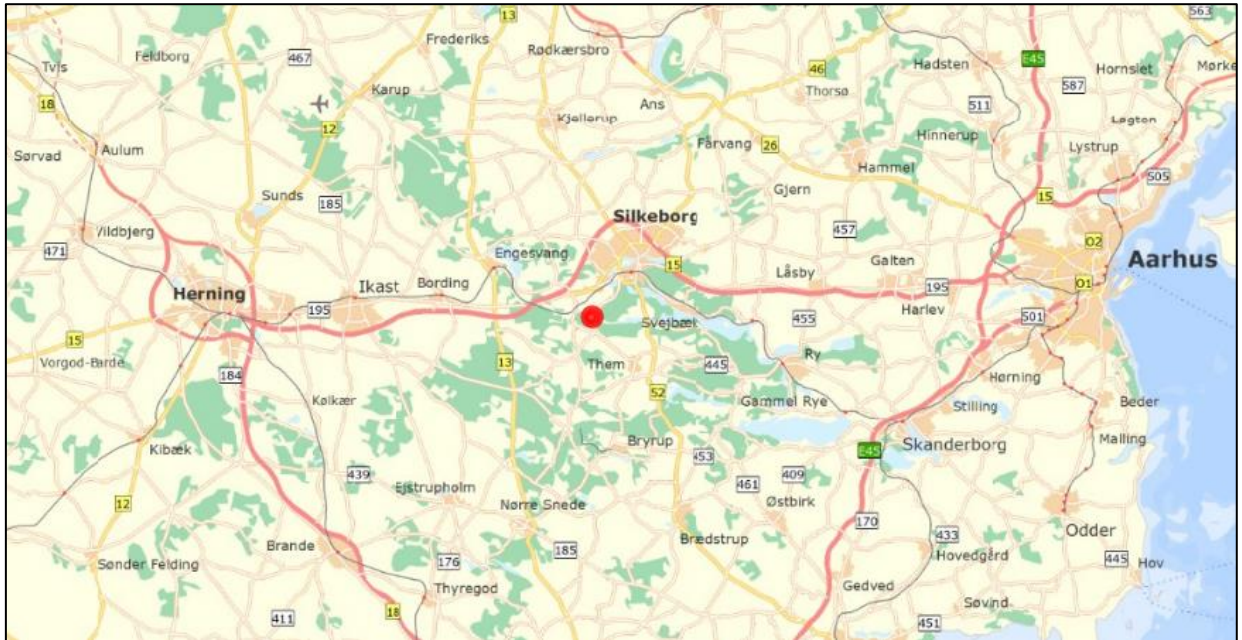 13
563
Feldborg
467
Frederiks
Rødkærsbro
E45
Hadsten
Hornslet
Mørke
Tvis
46
587
Karup
Ans
Thorsø
18
511
12
Kjellerup
Løgten
Hinnerup
Sørvad
Aulum
Fårvang
26
Lystrup
Hammel
505
Sunds
Gjern
15
185
Silkeborg
Vildbjerg
457
O2
471
Engesvang
15
Låsby
Galten
Aarhus
Herning
Ikast
Bording
195
O1
195
Harlev
501
Svejbæk
455
15
Vorgod-Barde
13
Them
445
Ry
184
Hørning
52
Kølkær
Gammel Rye
Stilling
Beder
Kibæk
Bryrup
E45
Skanderborg
Malling
453
439
409
461
12
Ejstrupholm
Nørre Snede
Østbirk
170
Odder
Brande
185
Brædstrup
433
Sønder Felding
176
Hovedgård
445
Hov
Thyregod
Gedved
411
18
Søvind
451